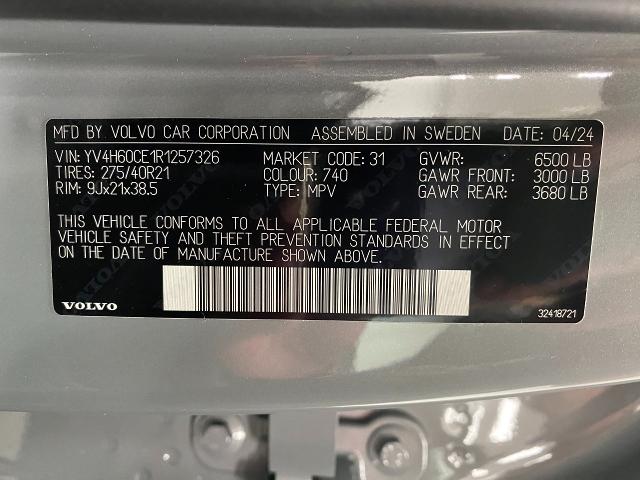 MFD BY VOLVO CAR CORPORATION ASSEMBLED IN SWEDEN DATE: 04/24
VIN: YV4H60CE1R1257326 MARKET CODE: 31 GVWR: 6500 LB
TIRES: 275/40R21 COLOUR: 740 GAWR FRONT: 3000 LB
RIM: 9Jx21x38.5 TYPE: MPV GAWR REAR: 3680 LB
THIS VEHICLE CONFORMS TO ALL APPLICABLE FEDERAL MOTOR
VEHICLE SAFETY AND THEFT PREVENTION STANDARDS IN EFFECT
ON THE DATE OF MANUFACTURE SHOWN ABOVE.
VOLVO 32418721